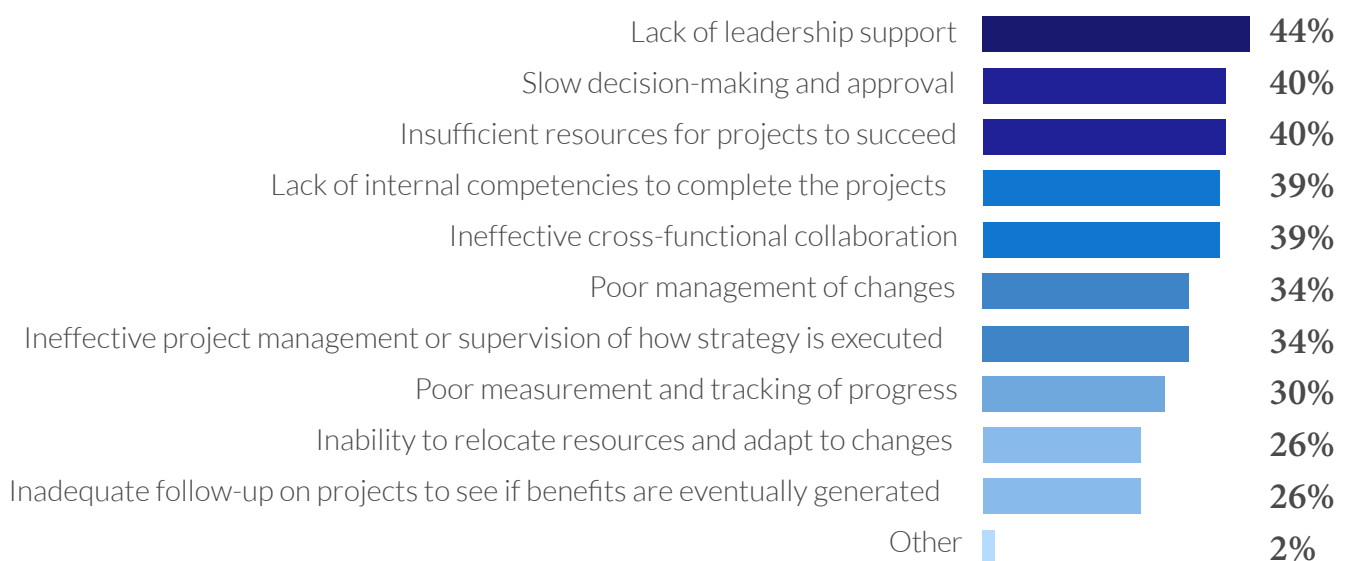 Lack of leadership support 44%
Slow decision-making and approval 40%
Insufficient resources for projects to succeed 40%
Lack of internal competencies to complete the projects 39%
Ineffective cross-functional collaboration 39%
Poor management of changes 34%
Ineffective project management or supervision of how strategy is executed 34%
Poor measurement and tracking of progress 30%
Inability to relocate resources and adapt to changes 26%
Inadequate follow-up on projects to see if benefits are eventually generated 26%
Other 2%